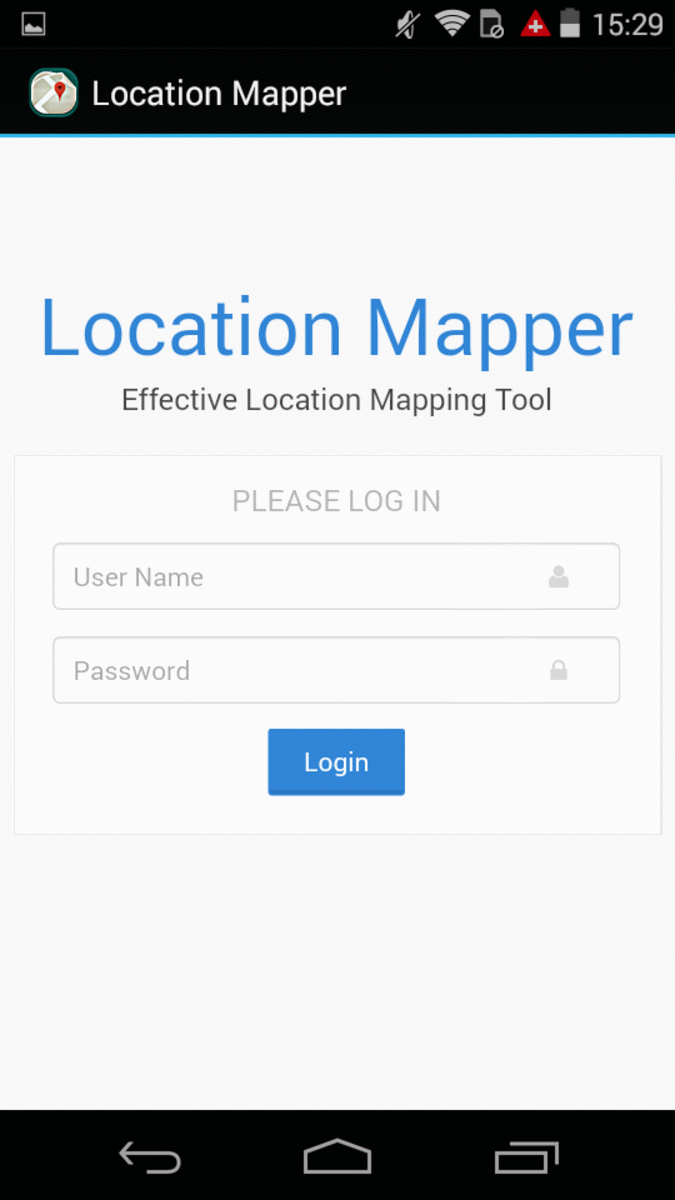 15:29
Location Mapper
Location Mapper
Effective Location Mapping Tool
PLEASE LOG IN
User Name
Password
Login